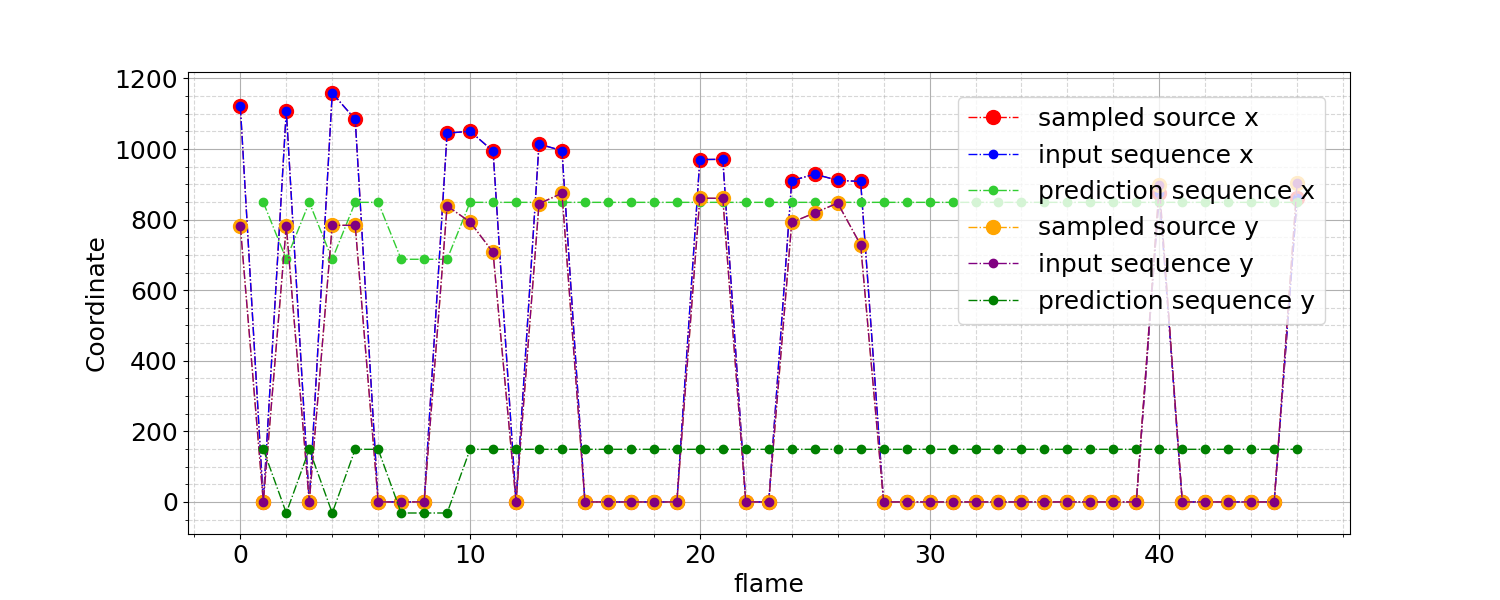 1200
1000
800
600
400
200
0
Coordinate
0 10 20 30 40
flame
sampled source x
input sequence x
prediction sequence x
sampled source y
input sequence y
prediction sequence y